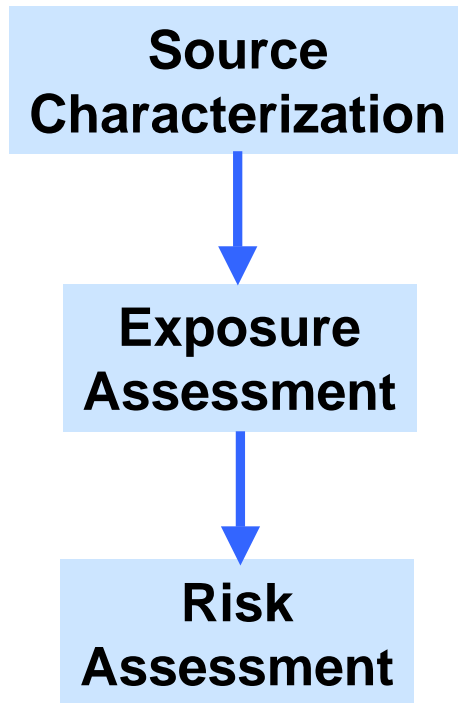 Source
Characterization
Exposure
Assessment
Risk
Assessment